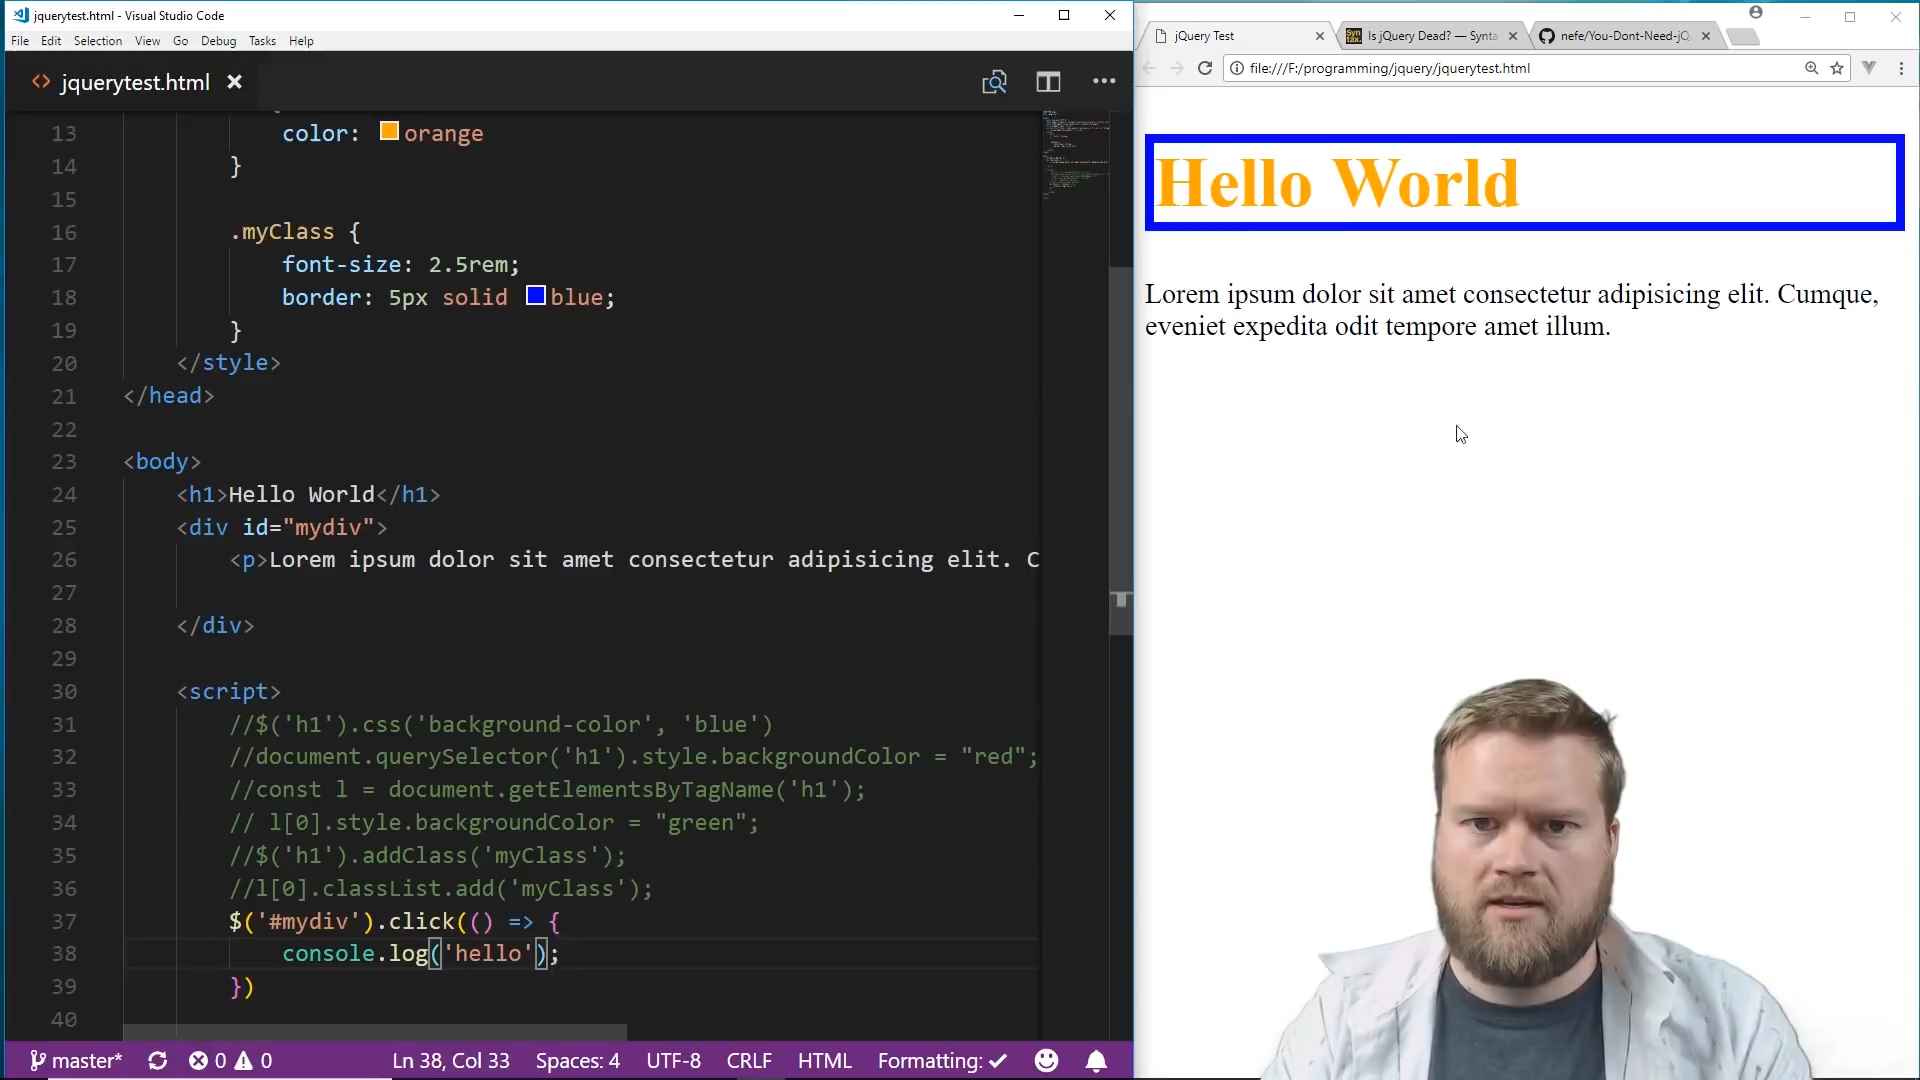 jquerytest.html - Visual Studio Code
File Edit Selection View Go Debug Tasks Help
jquerytest.html
13 color: orange
14 }
15
16 .myClass {
17 font-size: 2.5rem;
18 border: 5px solid blue;
19 }
20 </style>
21 </head>
22
23 <body>
24 <h1>Hello World</h1>
25 <div id="mydiv">
26 <p>Lorem ipsum dolor sit amet consectetur adipisicing elit. C
27
28 </div>
29
30 <script>
31 //$('h1').css('background-color', 'blue')
32 //document.querySelector('h1').style.backgroundColor = "red";
33 //const l = document.getElementsByTagName('h1');
34 // l[0].style.backgroundColor = "green";
35 //$('h1').addClass('myClass');
36 //l[0].classList.add('myClass');
37 $('#mydiv').click(() => {
38 console.log('hello');
39 })
40
master* 0 0 Ln 38, Col 33 Spaces: 4 UTF-8 CRLF HTML Formatting: ✓
jQuery Test
Syn tax. Is jQuery Dead? — Synta
nefe/You-Dont-Need-jQ
file:///F:/programming/jquery/jquerytest.html
Hello World
Lorem ipsum dolor sit amet consectetur adipisicing elit. Cumque,
eveniet expedita odit tempore amet illum.